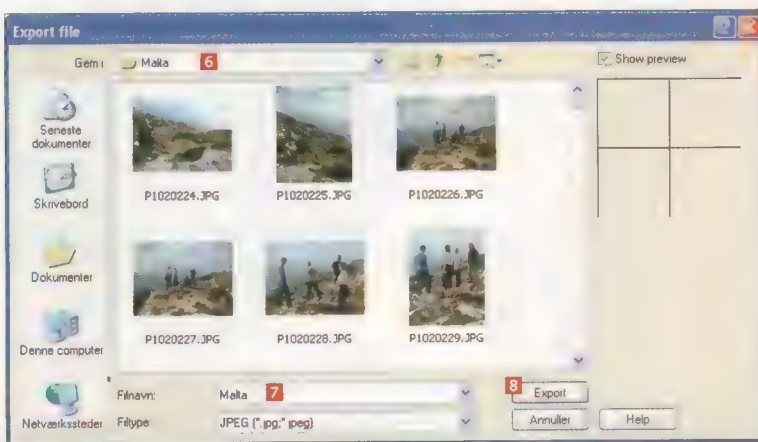 Export file
Gem i Malta 6
Show preview
Seneste
dokumenter
Skrivebord
Dokumenter
Denne computer
Netværkssteder
P1020224.JPG P1020225.JPG P1020226.JPG
P1020227.JPG P1020228.JPG P1020229.JPG
Filnavn: Malta 7
8 Export
Filtype: JPEG (*.jpg;*.jpeg)
Annuller Help